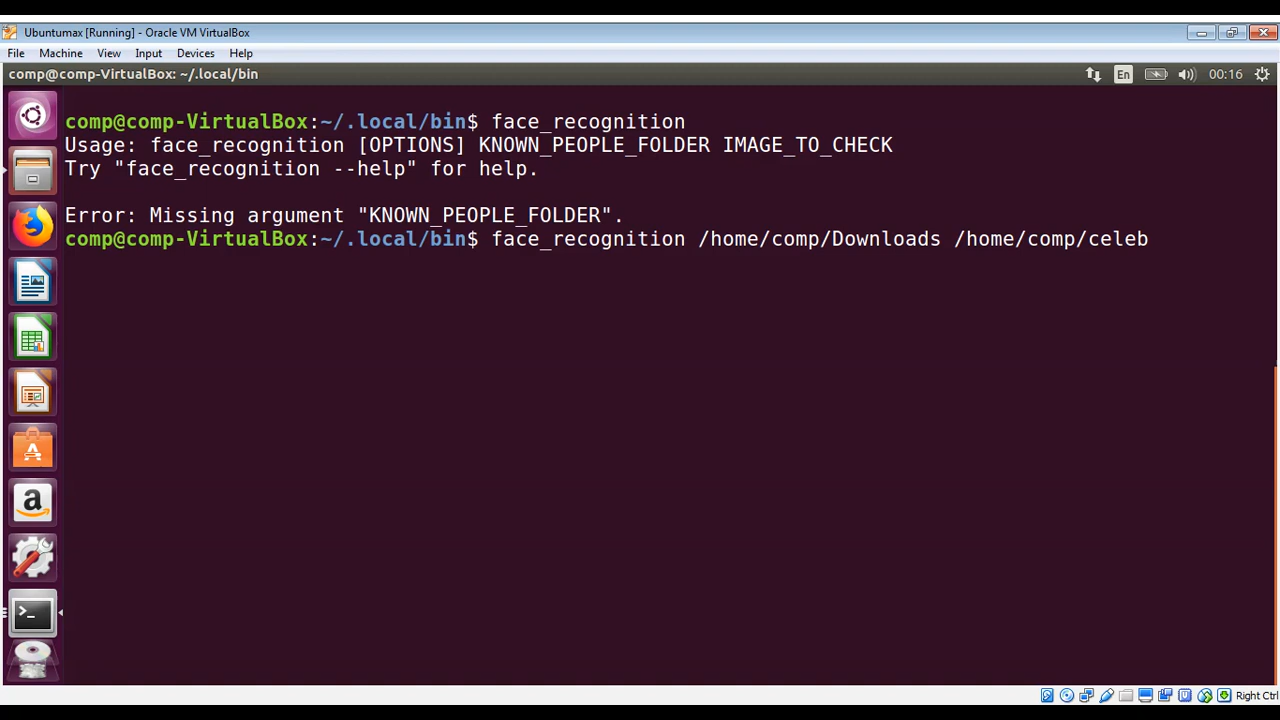 Ubuntumax [Running] - Oracle VM VirtualBox
File Machine View Input Devices Help
comp@comp-VirtualBox: ~/.local/bin En 00:16
comp@comp-VirtualBox:~/.local/bin$ face_recognition
Usage: face_recognition [OPTIONS] KNOWN_PEOPLE_FOLDER IMAGE_TO_CHECK
Try "face_recognition --help" for help.
Error: Missing argument "KNOWN_PEOPLE_FOLDER".
comp@comp-VirtualBox:~/.local/bin$ face_recognition /home/comp/Downloads /home/comp/celeb
Right Ctrl